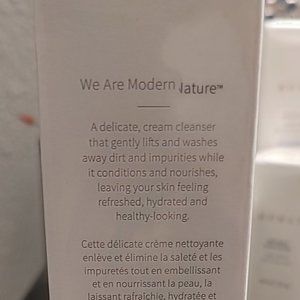 We Are Modern Nature™
A delicate, cream cleanser
that gently lifts and washes
away dirt and impurities while
it conditions and nourishes,
leaving your skin feeling
refreshed, hydrated and
healthy-looking.
Cette délicate crème nettoyante
enlève et élimine la saleté et les
impuretés tout en embellissant
et en nourrissant la peau, la
laissant rafraîchie, hydratée et